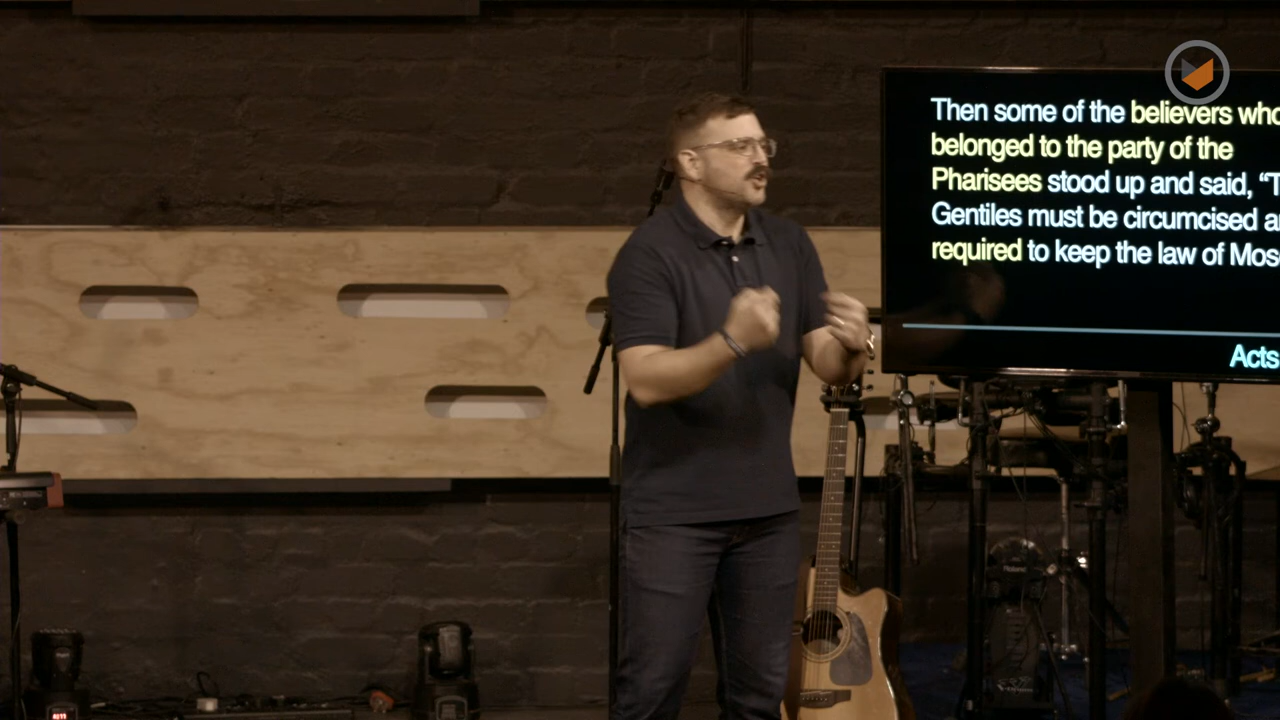 Then some of the believers who
belonged to the party of the
Pharisees stood up and said, “T
Gentiles must be circumcised a
required to keep the law of Mos
Acts
Roland